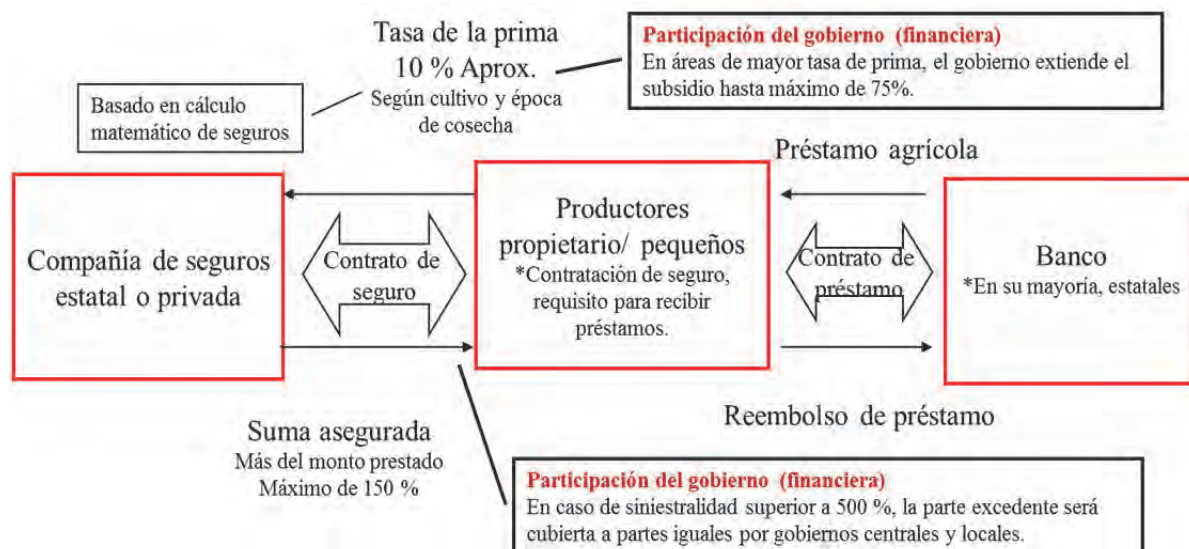 Tasa de la prima
10 % Aprox.
Según cultivo y época
de cosecha
Participación del gobierno (financiera)
En áreas de mayor tasa de prima, el gobierno extiende el
subsidio hasta máximo de 75%.
Basado en cálculo
matemático de seguros
Préstamo agrícola
Compañía de seguros
estatal o privada
Contrato de
seguro
Productores
propietario/ pequeños
*Contratación de seguro,
requisito para recibir
préstamos.
Contrato de
préstamo
Banco
*En su mayoría, estatales
Suma asegurada
Más del monto prestado
Máximo de 150 %
Reembolso de préstamo
Participación del gobierno (financiera)
En caso de siniestralidad superior a 500 %, la parte excedente será
cubierta a partes iguales por gobiernos centrales y locales.